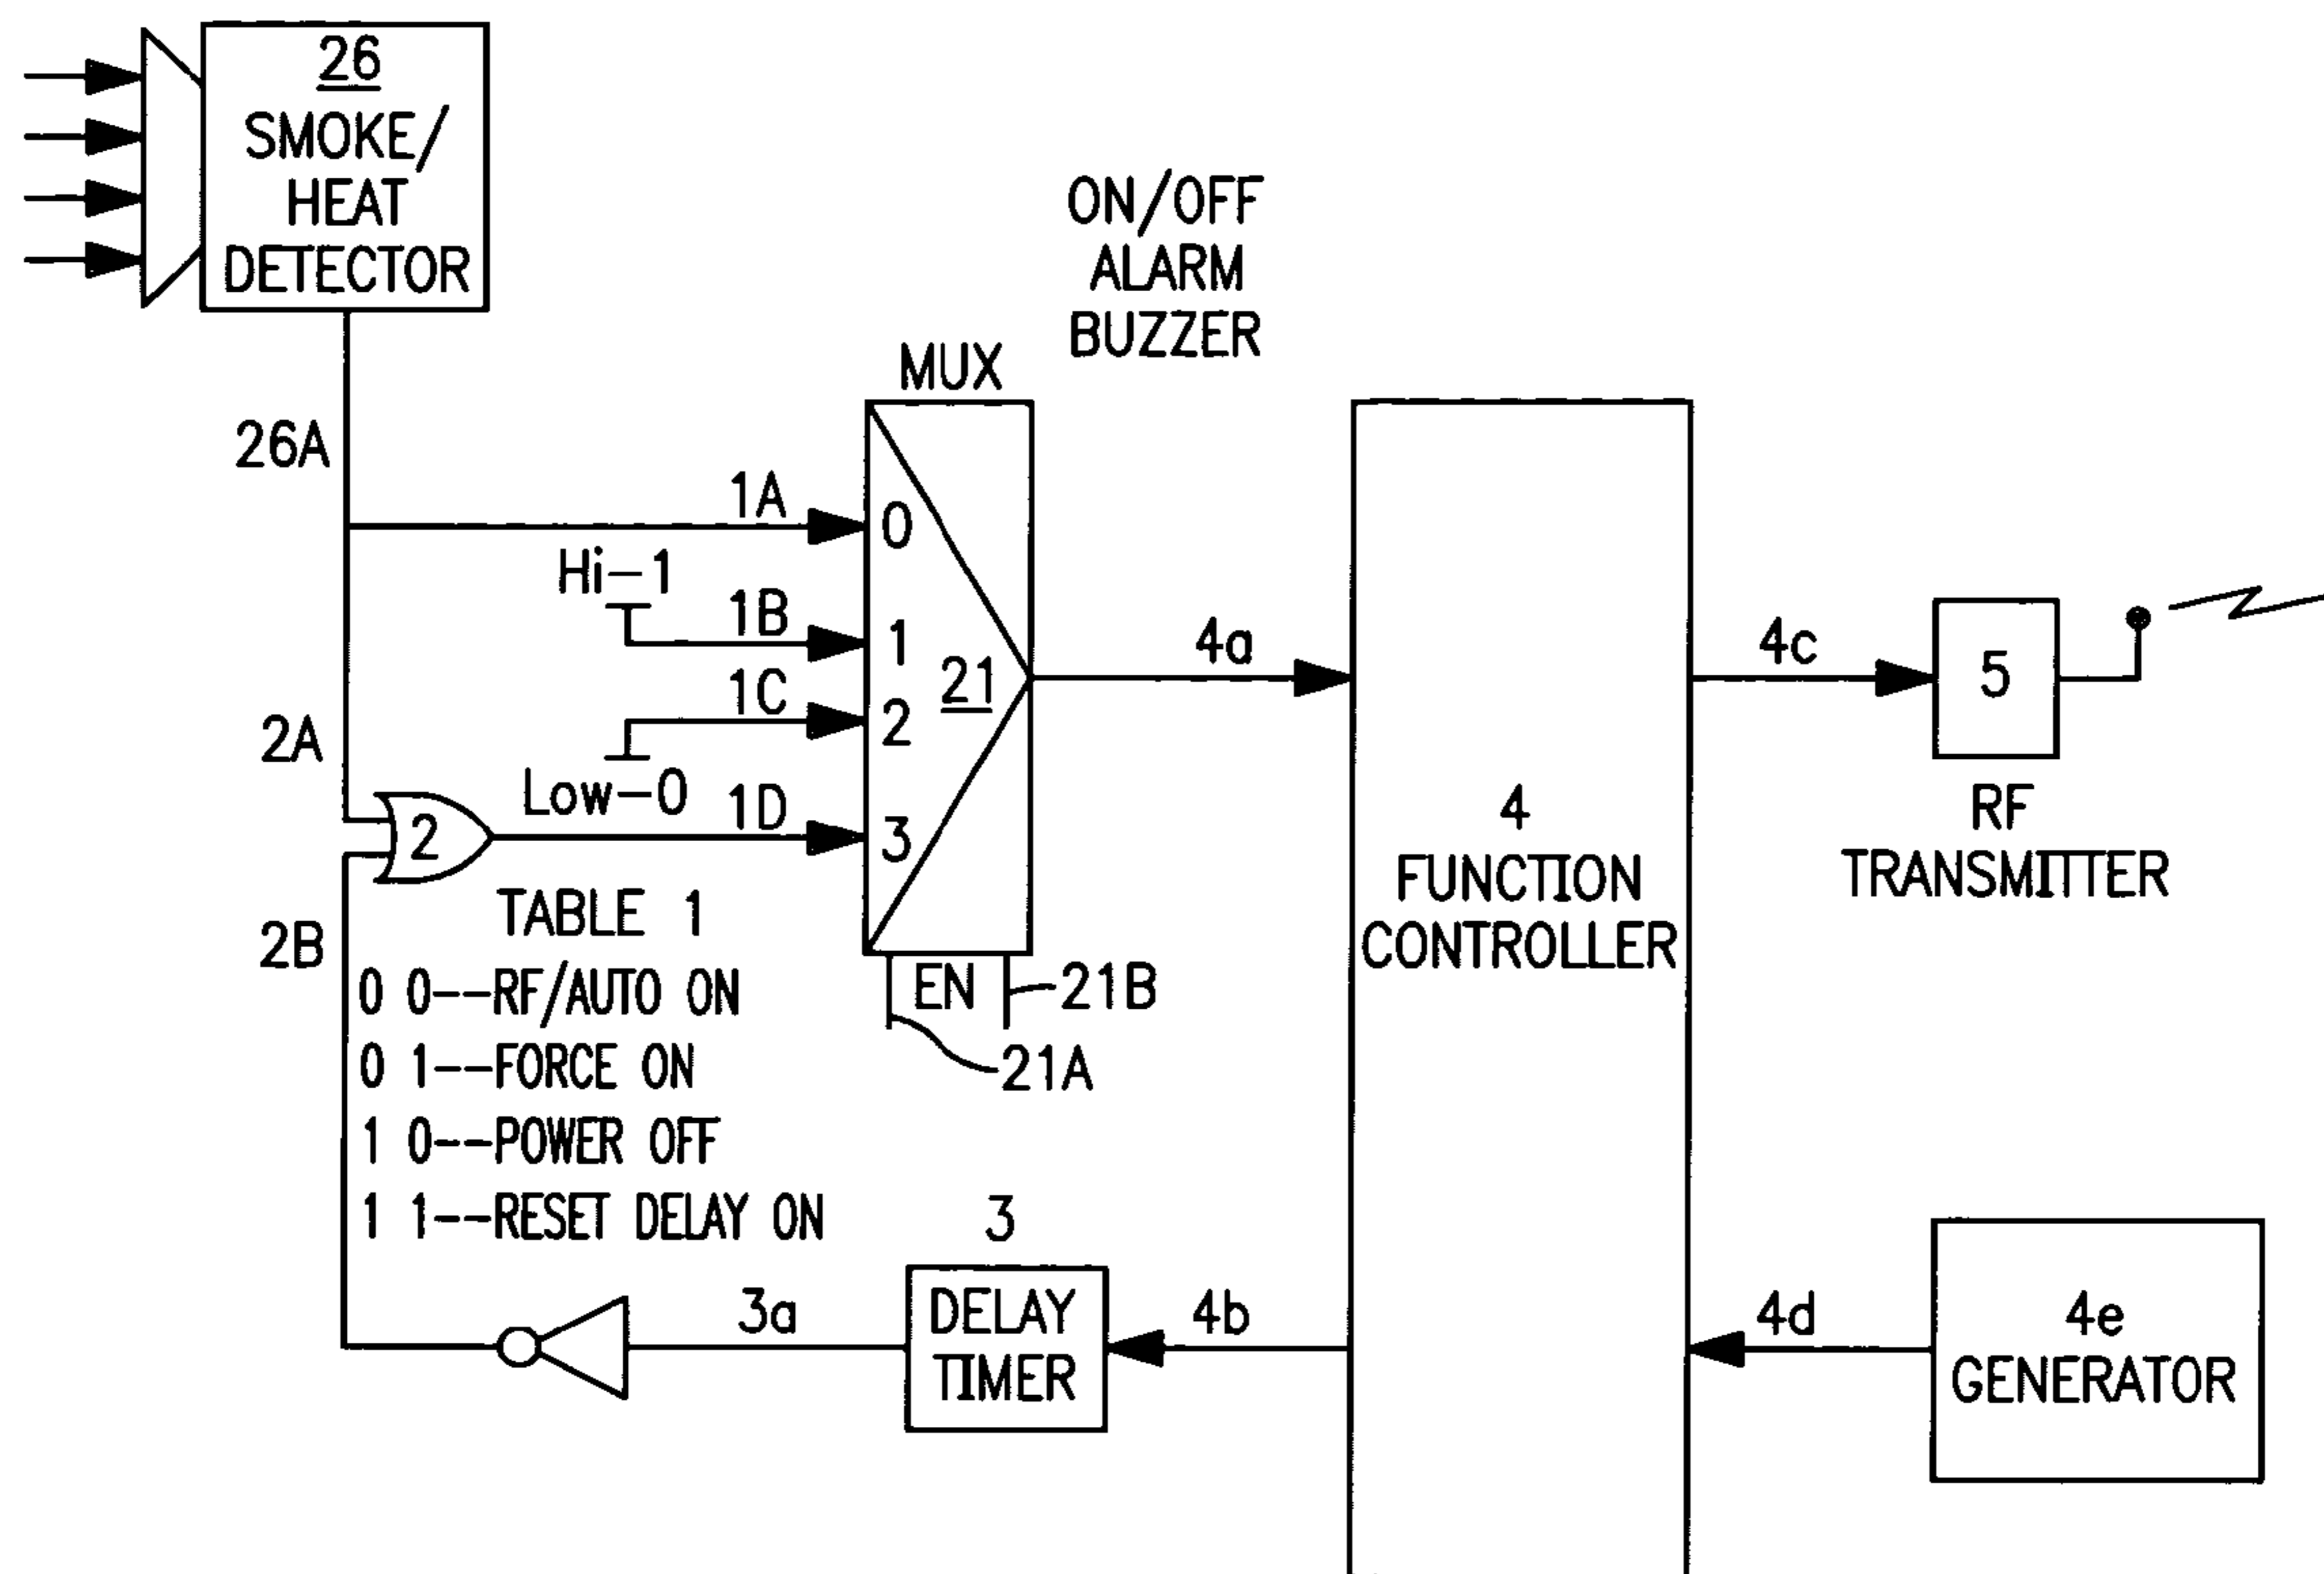 26
SMOKE/
HEAT
DETECTOR
ON/OFF
ALARM
BUZZER
MUX
26A
1A
0
Hi-1
1B
1
21
1C
2
2A
Low-0
1D
3
2
4a
4
FUNCTION
CONTROLLER
4c
5
RF
TRANSMITTER
2B
TABLE 1
0 0--RF/AUTO ON
0 1--FORCE ON
1 0--POWER OFF
1 1--RESET DELAY ON
EN
21B
21A
3
DELAY
TIMER
3a
4b
4d
4e
GENERATOR